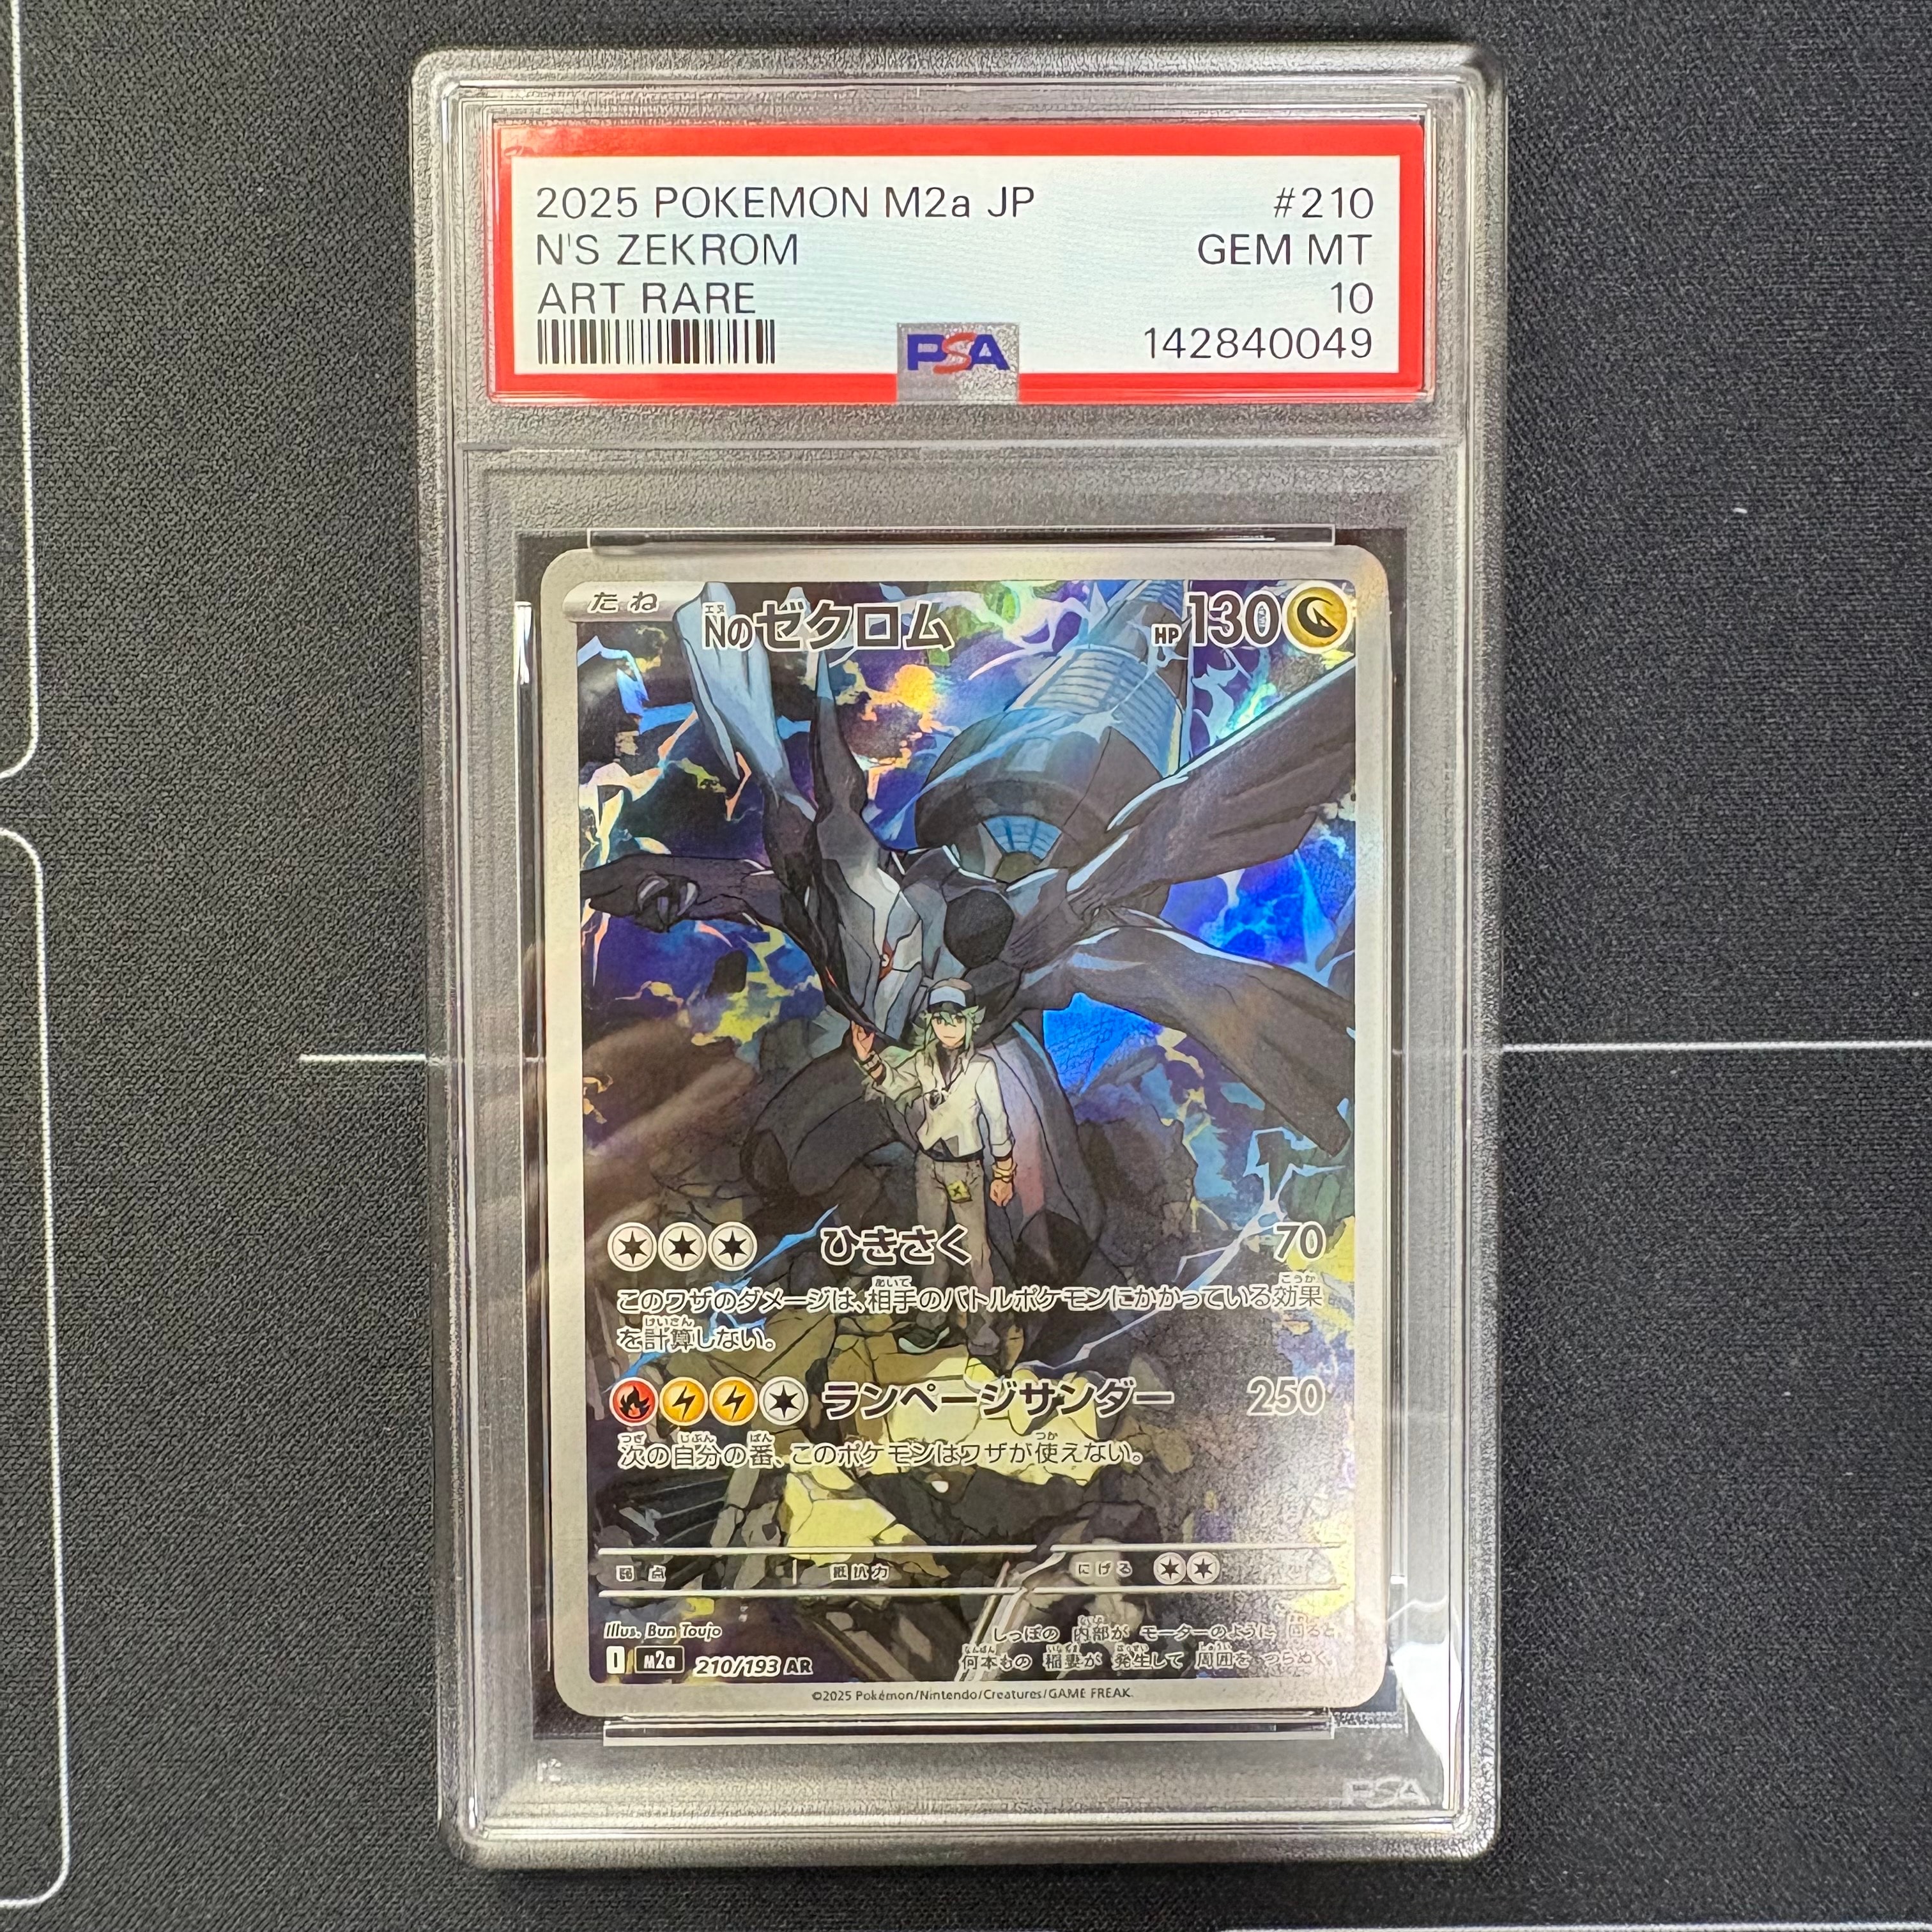 2025 POKEMON M2a JP #210
N'S ZEKROM GEM MT
ART RARE 10
PSA 142840049
たね Nのゼクロム HP 130
エヌ
ひきさく 70
このワザのダメージは、相手のバトルポケモンにかかっている効果
を計算しない。
ランページサンダー 250
次の自分の番、このポケモンはワザが使えない。
弱点 抵抗力 にげる
Illus. Bun Toujo
しっぽの 内部が モーターのように 回ると
I M2a 210/193 AR
何本もの 稲妻が 発生して 周囲を つらぬく。
©2025 Pokémon/Nintendo/Creatures/GAME FREAK.
PSA